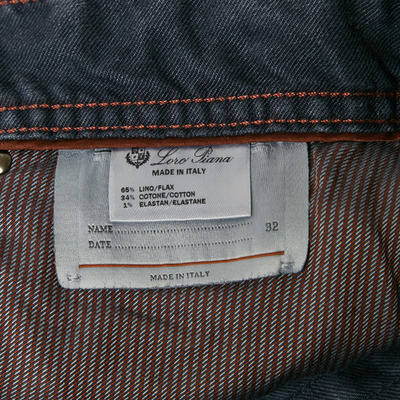 Loro Piana
MADE IN ITALY
65% LINO/FLAX
34% COTONE/COTTON
1% ELASTAN/ELASTANE
NAME 32
DATE
MADE IN ITALY